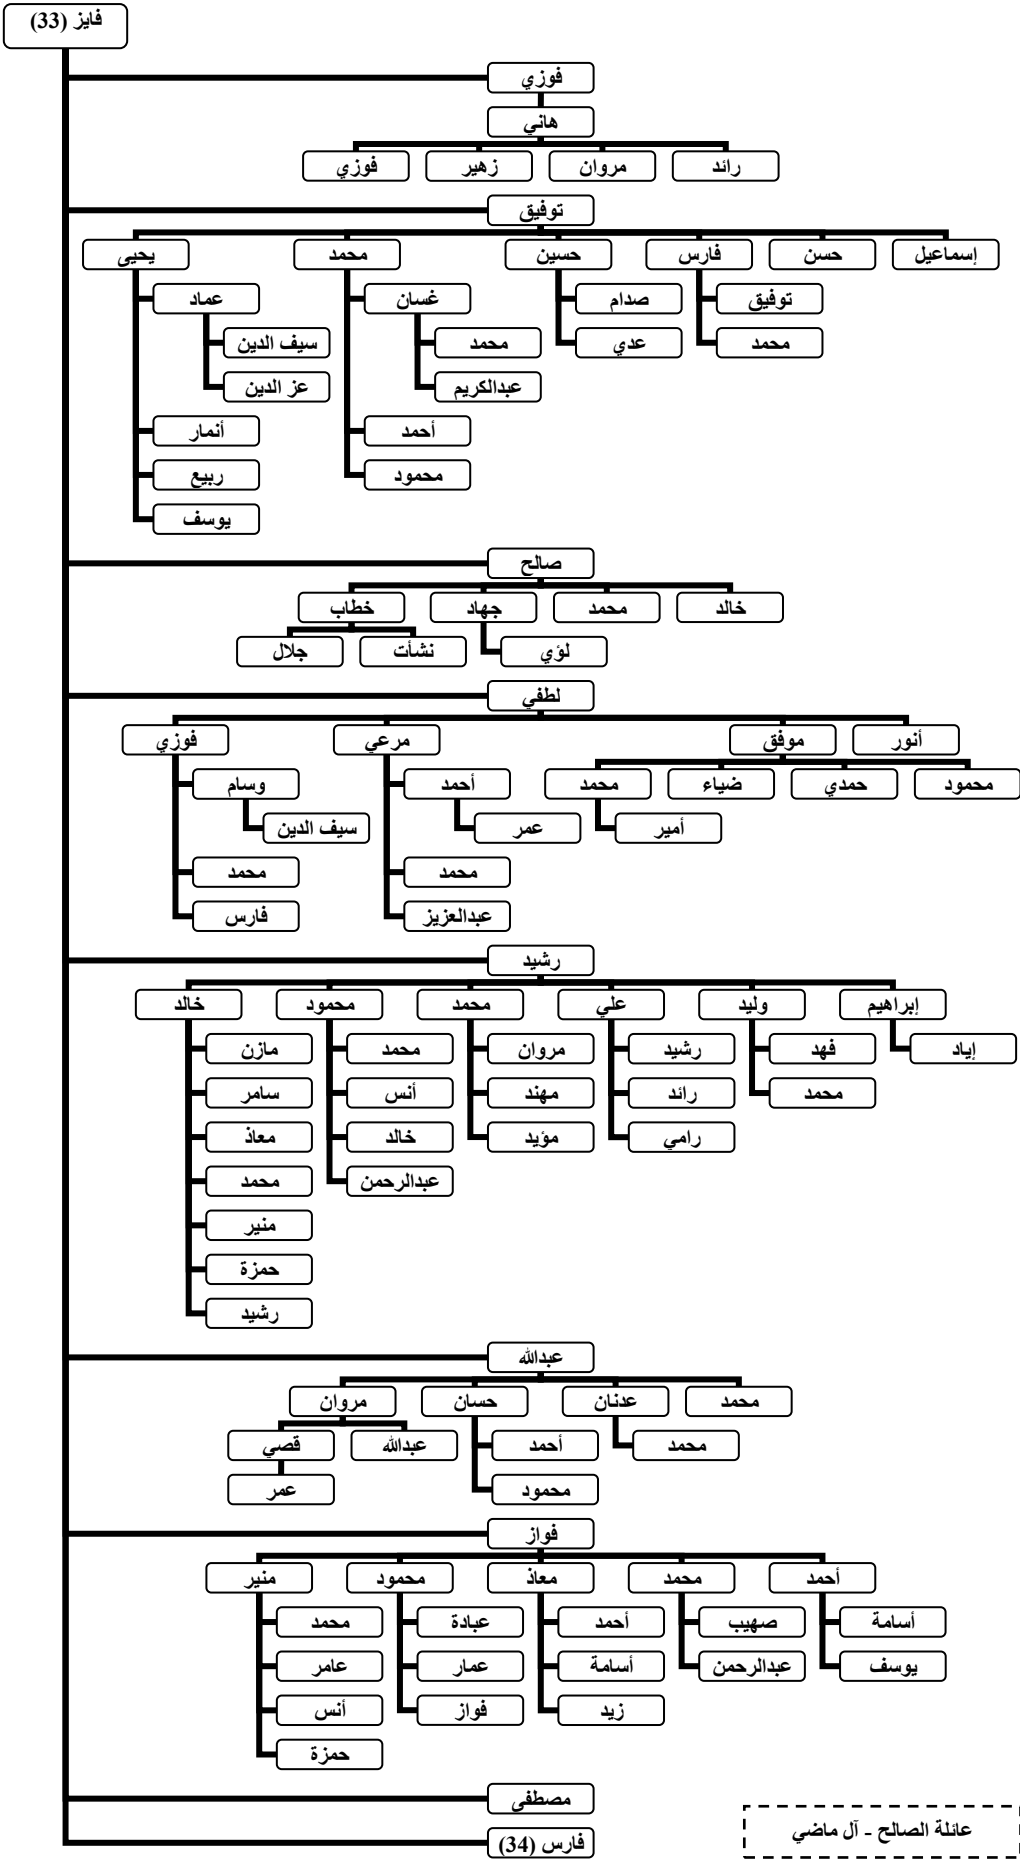 فايز (33)
فوزي
هاني
رائد مروان زهير فوزي
توفيق
إسماعيل حسن فارس حسين محمد يحيى
توفيق صدام غسان عماد
محمد عدي محمد سيف الدين
عبدالكريم عز الدين
أحمد أنمار
محمود ربيع
يوسف
صالح
خالد محمد جهاد خطاب
لؤي نشأت جلال
لطفي
أنور موفق مرعي فوزي
محمود حمدي ضياء محمد أحمد وسام
أمير عمر سيف الدين
محمد محمد
عبدالعزيز فارس
رشيد
إبراهيم وليد علي محمد محمود خالد
إياد فهد رشيد مروان محمد مازن
محمد رائد مهند أنس سامر
رامي مؤيد خالد معاذ
عبدالرحمن محمد
منير
حمزة
رشيد
عبدالله
محمد عدنان حسان مروان
محمد أحمد عبدالله قصي
محمود عمر
فواز
أحمد محمد معاذ محمود منير
أسامة صهيب أحمد عبادة محمد
يوسف عبدالرحمن أسامة عمار عامر
زيد فواز أنس
حمزة
مصطفى
فارس (34)
عائلة الصالح - آل ماضي